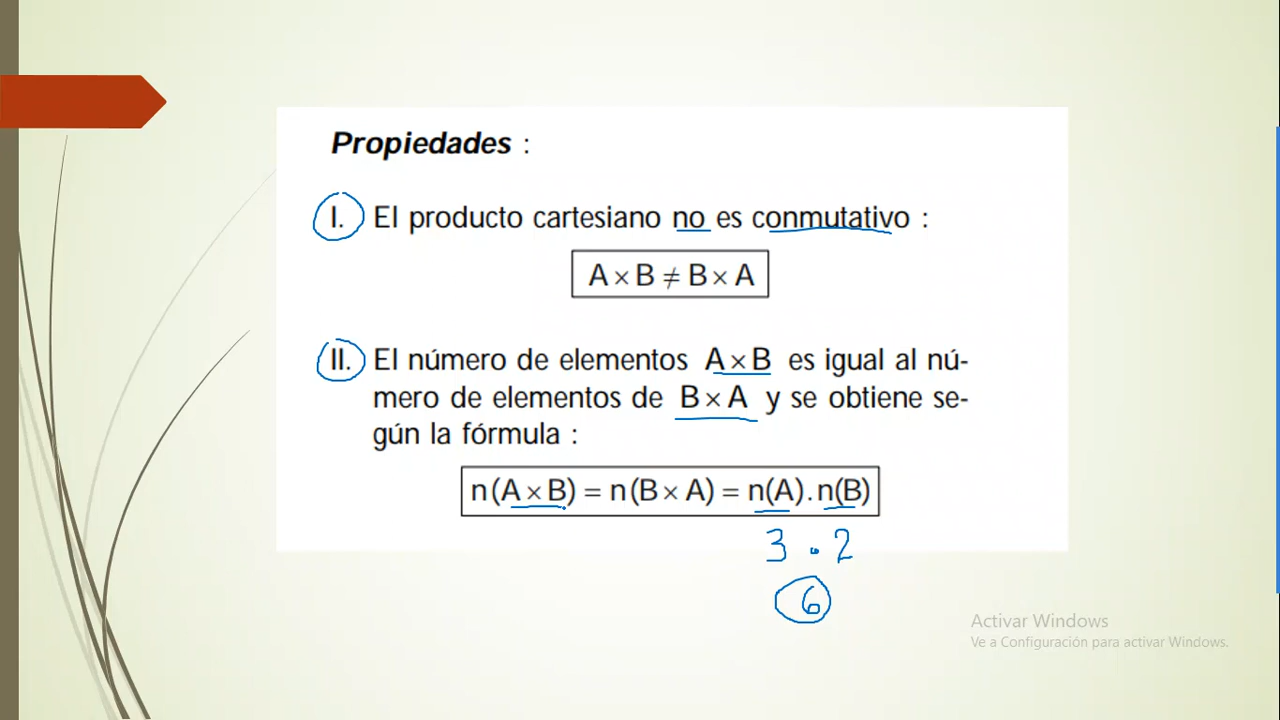 Propiedades :
I. El producto cartesiano no es conmutativo :
A × B ≠ B × A
II. El número de elementos A × B es igual al nú-
mero de elementos de B × A y se obtiene se-
gún la fórmula :
n(A × B) = n(B × A) = n(A).n(B)
3 . 2
6
Activar Windows
Ve a Configuración para activar Windows.